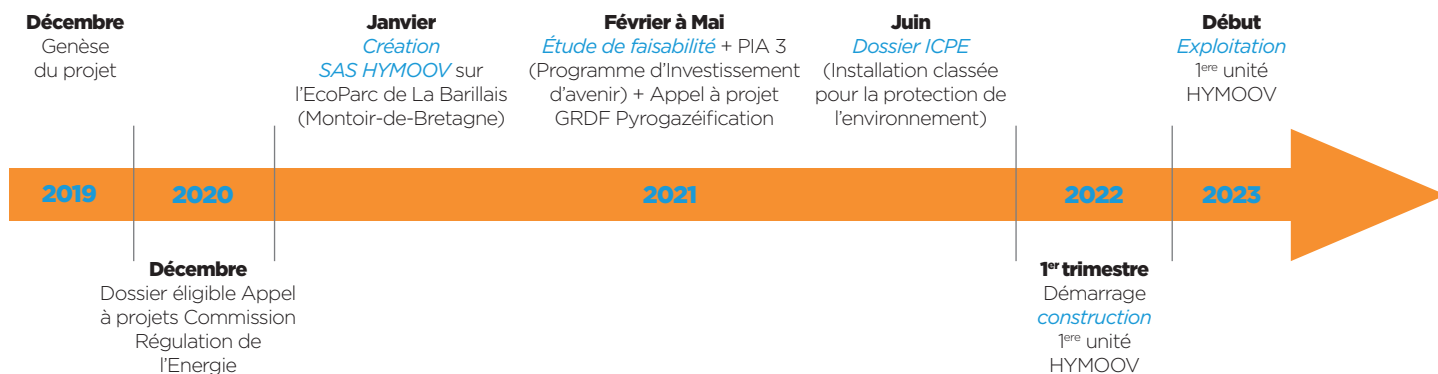 Décembre
Genèse
du projet
Janvier
Création
SAS HYMOOV sur
l'EcoParc de La Barillais
(Montoir-de-Bretagne)
Février à Mai
Étude de faisabilité + PIA 3
(Programme d'Investissement
d'avenir) + Appel à projet
GRDF Pyrogazéification
Juin
Dossier ICPE
(Installation classée
pour la protection de
l'environnement)
Début
Exploitation
1ere unité
HYMOOV
2019
2020
2021
2022
2023
Décembre
Dossier éligible Appel
à projets Commission
Régulation de
l'Energie
1er trimestre
Démarrage
construction
1ere unité
HYMOOV